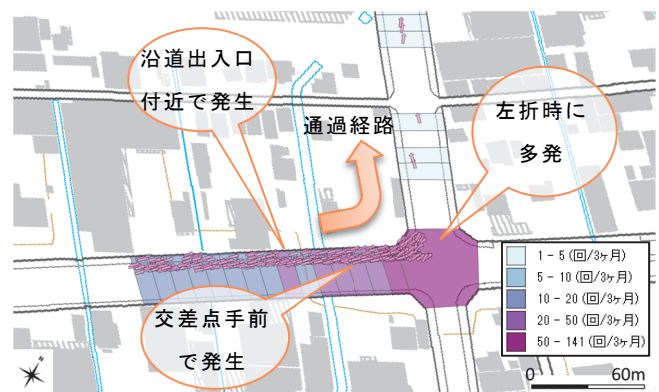 沿道出入口
付近で発生
通過経路
左折時に
多発
交差点手前
で発生
1 - 5 (回/3ヶ月)
5 - 10 (回/3ヶ月)
10 - 20 (回/3ヶ月)
20 - 50 (回/3ヶ月)
50 - 141 (回/3ヶ月)
0 60m